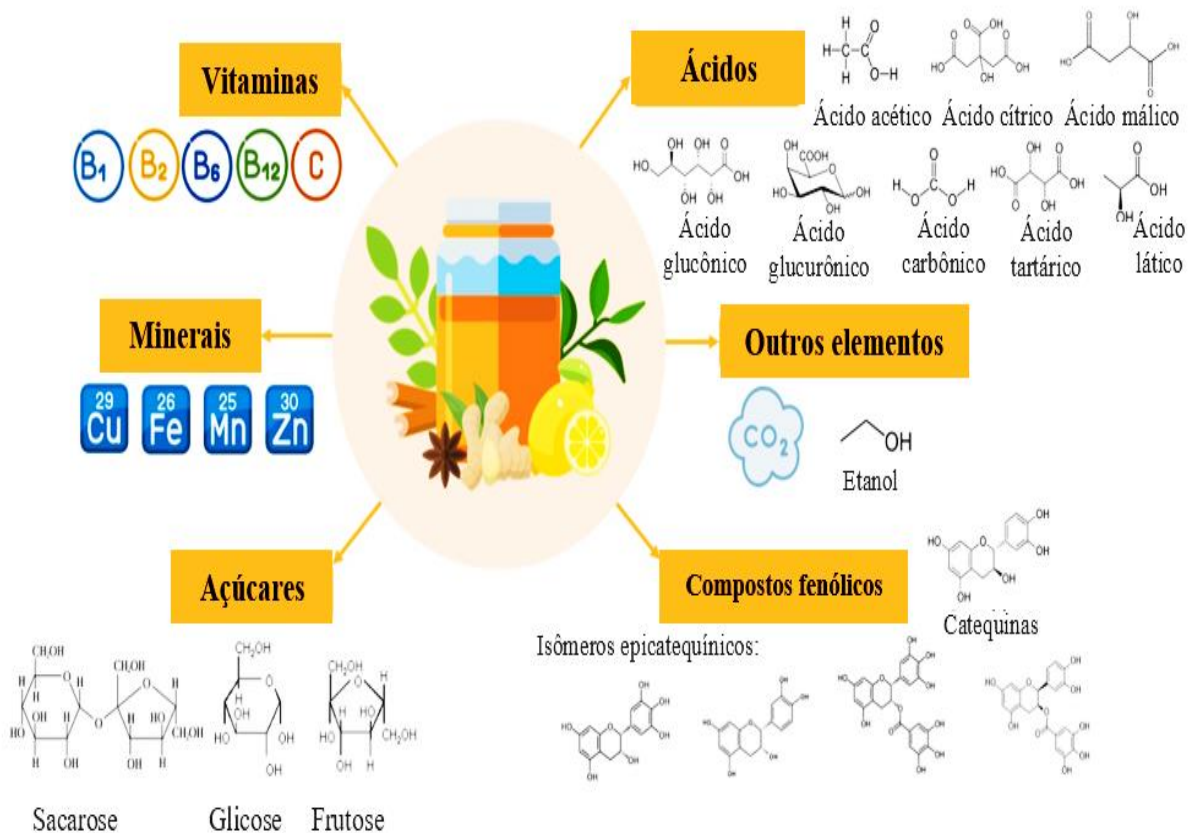 Vitaminas
B1 B2 B6 B12 C
Ácidos
Ácido acético Ácido cítrico Ácido málico
Ácido glucônico
Ácido glucurônico
Ácido carbônico
Ácido tartárico
Ácido lático
Minerais
29 Cu
26 Fe
25 Mn
30 Zn
Outros elementos
CO2
OH
Etanol
Açúcares
Sacarose Glicose Frutose
Compostos fenólicos
Catequinas
Isômeros epicatequínicos: